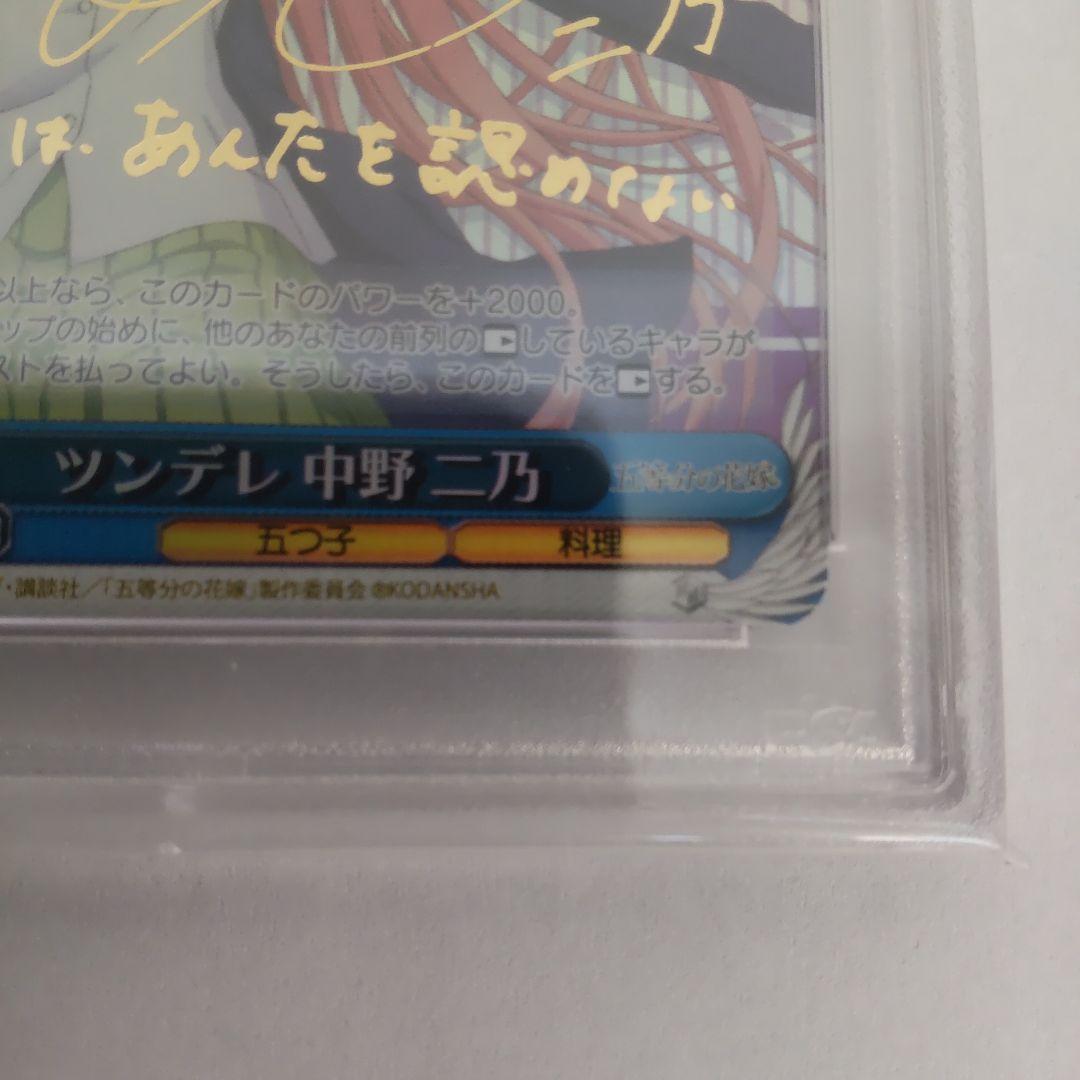 二乃
は、あんたを認めない
以上なら、このカードのパワーを+2000。
ップの始めに、他のあなたの前列の しているキャラが
ストを払ってよい。そうしたら、このカードを する。
ツンデレ 中野 二乃 五等分の花嫁
五つ子 料理
・講談社/「五等分の花嫁」製作委員会 ®KODANSHA